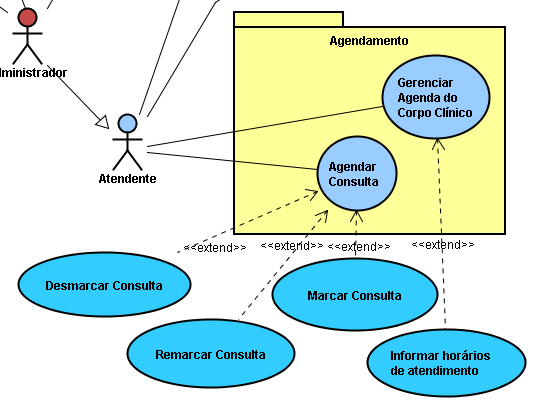 Agendamento
ministrador
Gerenciar
Agenda do
Corpo Clínico
Atendente
Agendar
Consulta
<<extend>>
<<extend>>
<<extend>>
<<extend>>
Desmarcar Consulta
Marcar Consulta
Remarcar Consulta
Informar horários
de atendimento